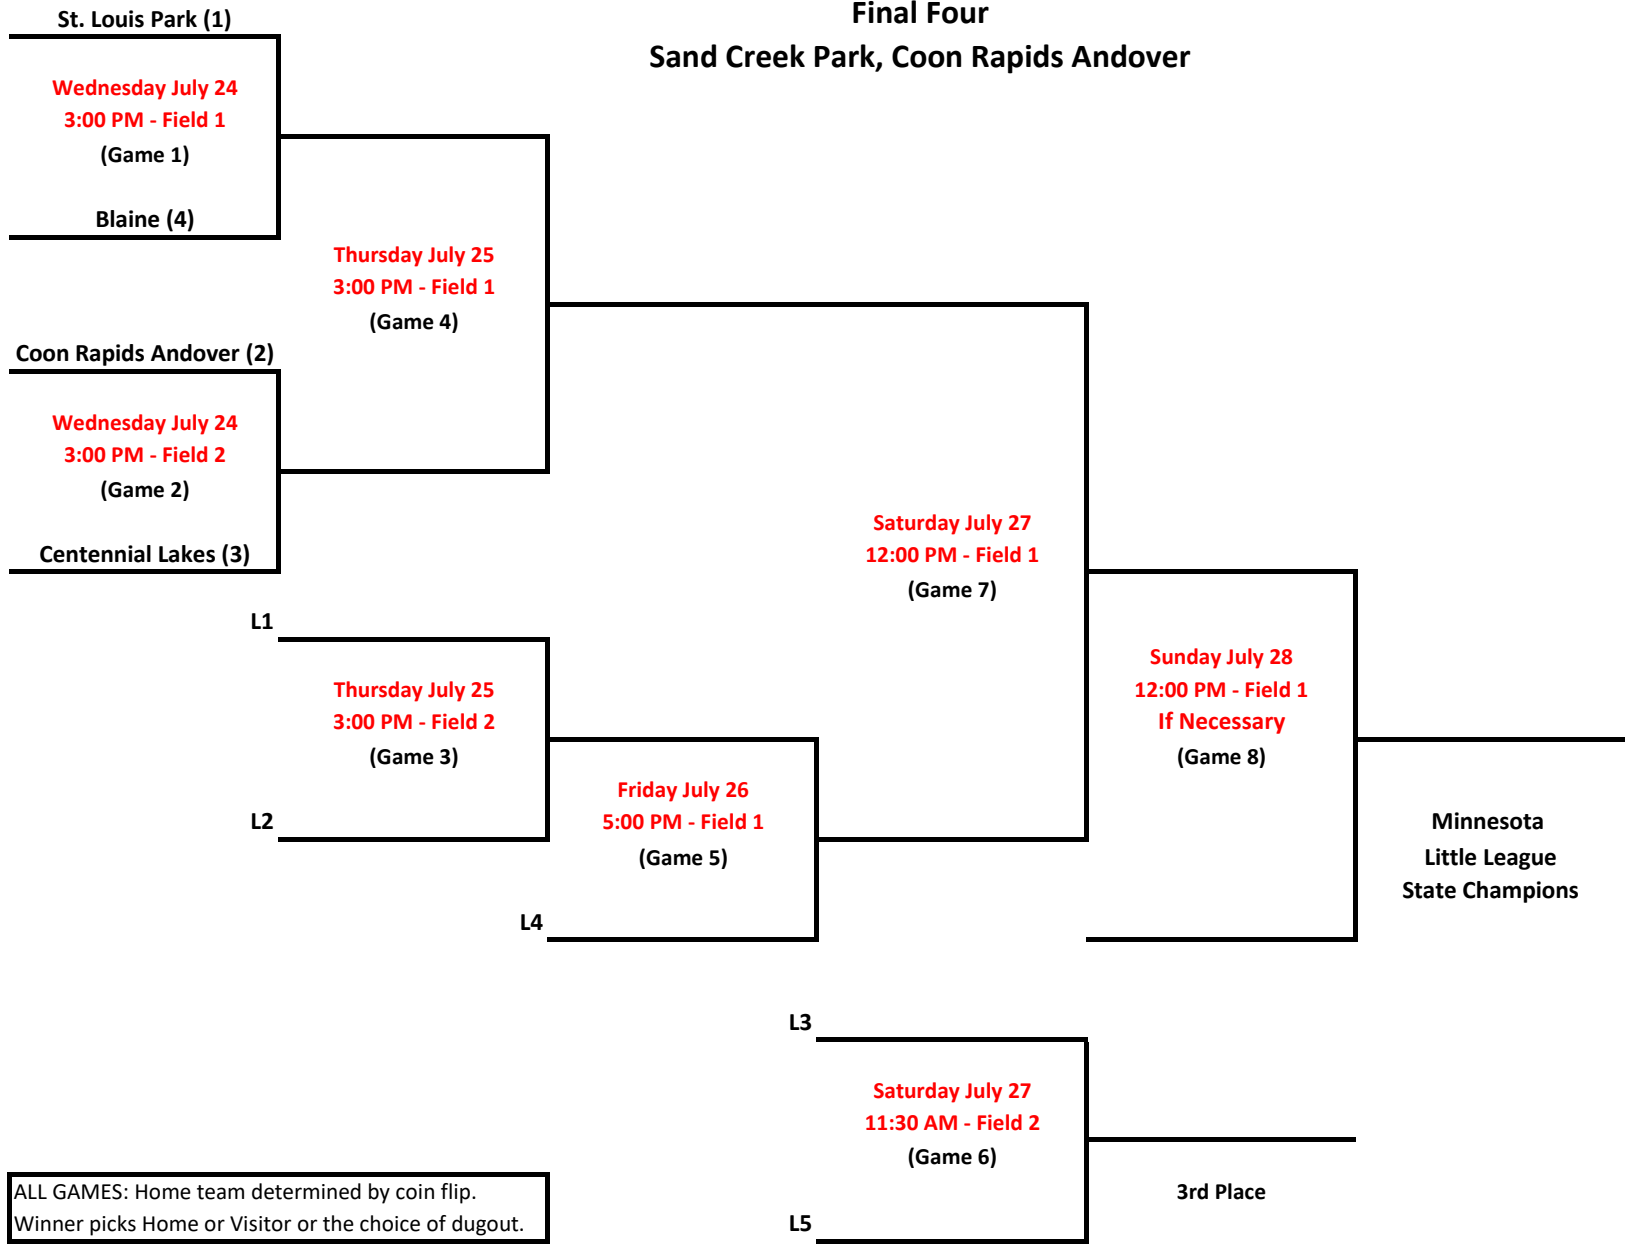 Final Four
Sand Creek Park, Coon Rapids Andover
St. Louis Park (1)
Wednesday July 24
3:00 PM - Field 1
(Game 1)
Blaine (4)
Thursday July 25
3:00 PM - Field 1
(Game 4)
Coon Rapids Andover (2)
Wednesday July 24
3:00 PM - Field 2
(Game 2)
Centennial Lakes (3)
Saturday July 27
12:00 PM - Field 1
(Game 7)
L1
Thursday July 25
3:00 PM - Field 2
(Game 3)
L2
Sunday July 28
12:00 PM - Field 1
If Necessary
(Game 8)
Friday July 26
5:00 PM - Field 1
(Game 5)
L4
Minnesota
Little League
State Champions
L3
Saturday July 27
11:30 AM - Field 2
(Game 6)
L5
3rd Place
ALL GAMES: Home team determined by coin flip.
Winner picks Home or Visitor or the choice of dugout.